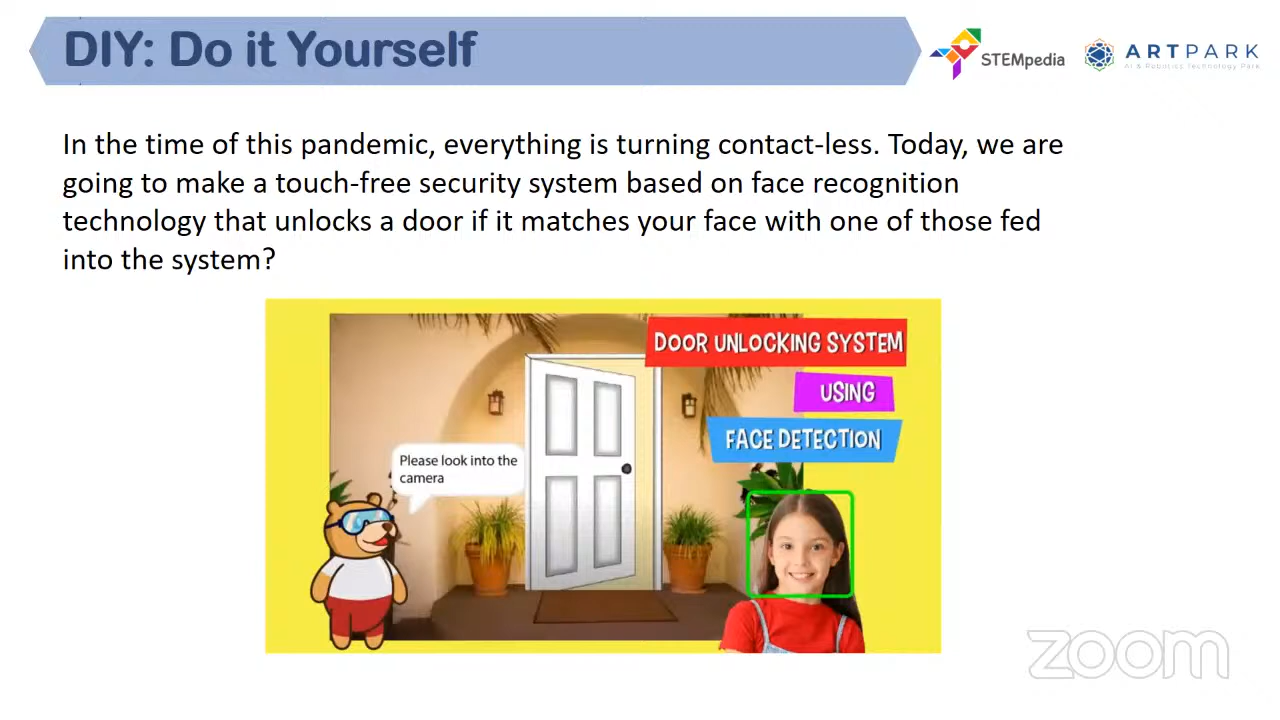 DIY: Do it Yourself
STEMpedia
ARTPARK
AI & Robotics Technology Park
In the time of this pandemic, everything is turning contact-less. Today, we are
going to make a touch-free security system based on face recognition
technology that unlocks a door if it matches your face with one of those fed
into the system?
DOOR UNLOCKING SYSTEM
USING
FACE DETECTION
Please look into the
camera
zoom